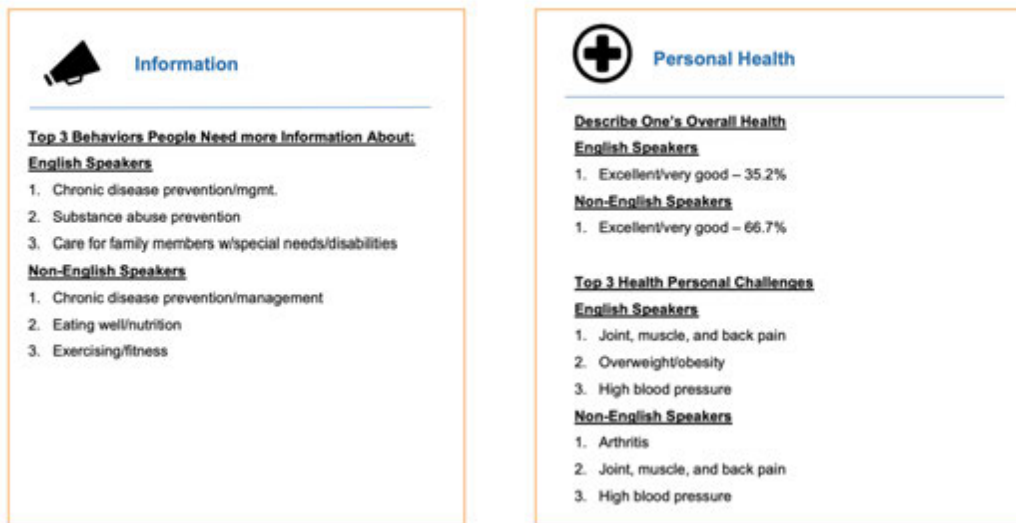 Information
Top 3 Behaviors People Need more Information About:
English Speakers
1. Chronic disease prevention/mgmt.
2. Substance abuse prevention
3. Care for family members w/special needs/disabilities
Non-English Speakers
1. Chronic disease prevention/management
2. Eating well/nutrition
3. Exercising/fitness
Personal Health
Describe One's Overall Health
English Speakers
1. Excellent/very good – 35.2%
Non-English Speakers
1. Excellent/very good – 66.7%
Top 3 Health Personal Challenges
English Speakers
1. Joint, muscle, and back pain
2. Overweight/obesity
3. High blood pressure
Non-English Speakers
1. Arthritis
2. Joint, muscle, and back pain
3. High blood pressure